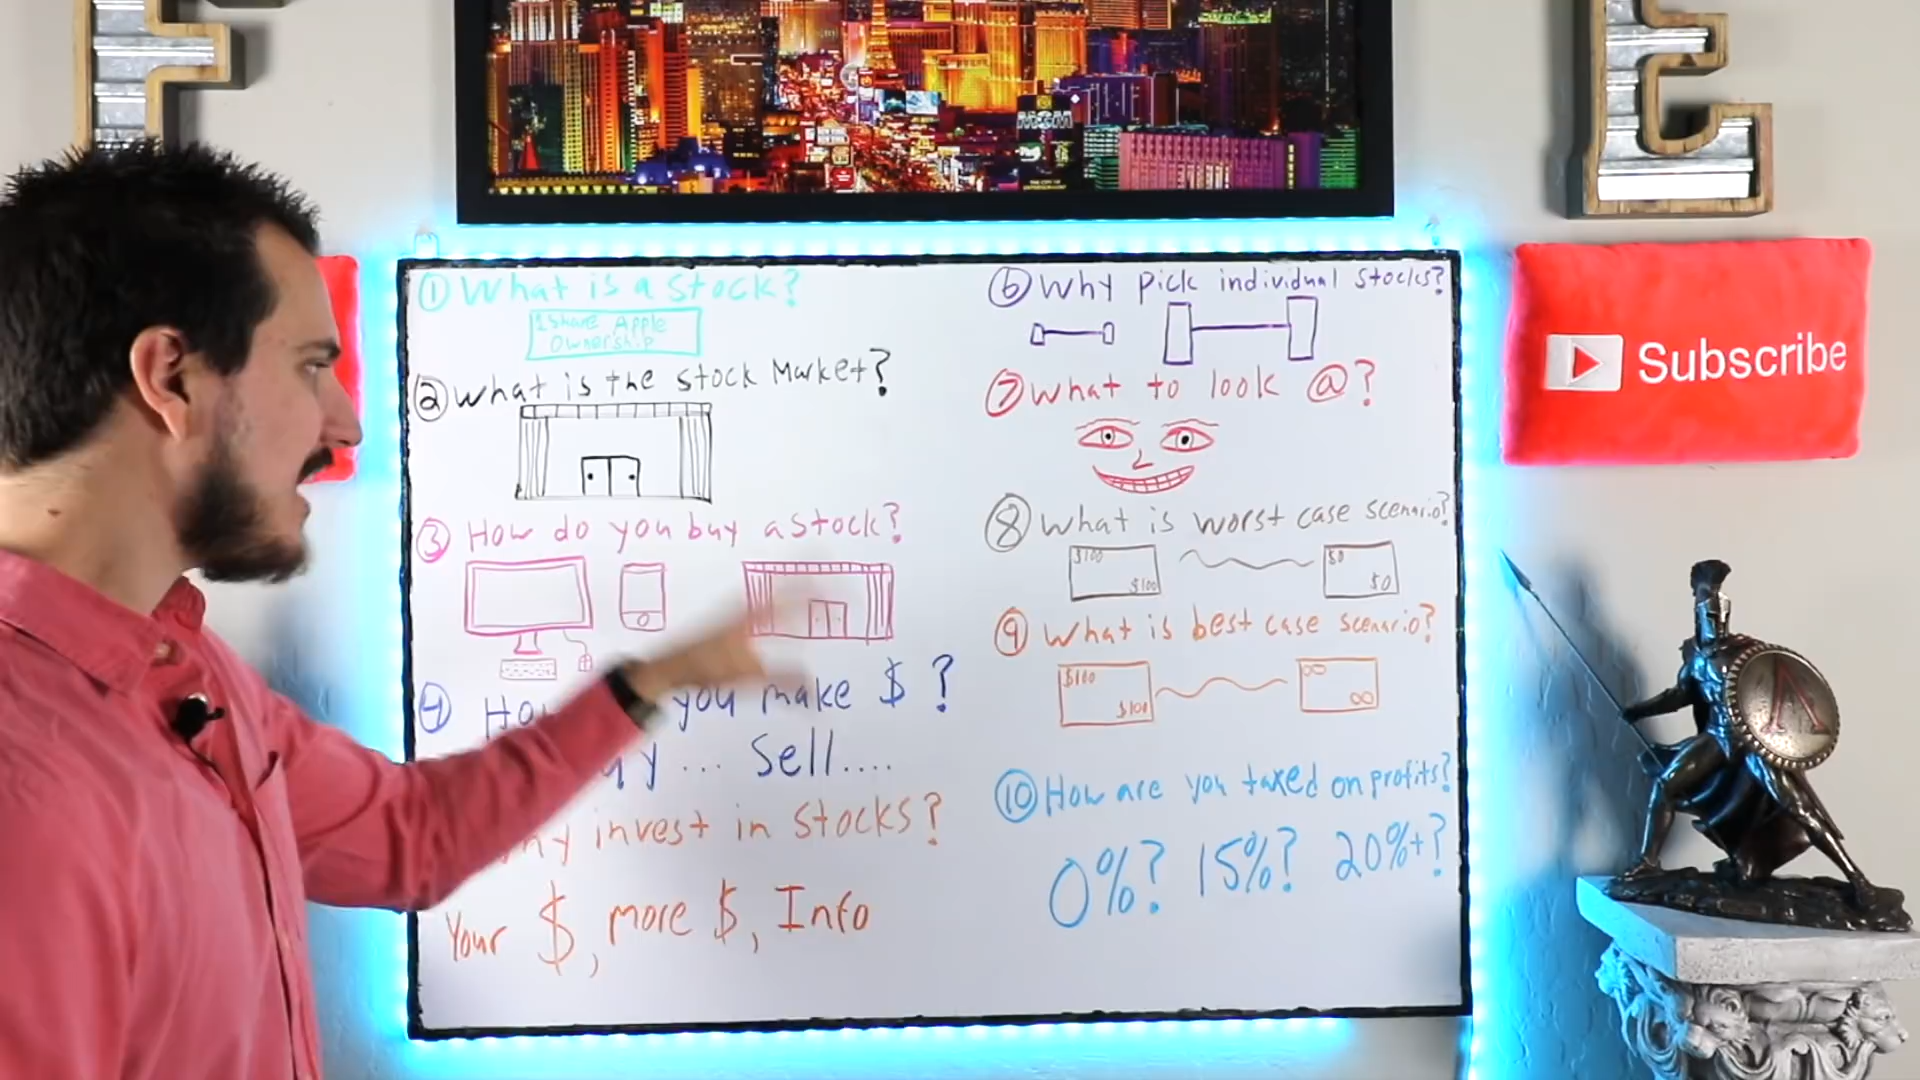 MGM
① What is a stock?
1 Share Apple
Ownership
② What is the stock Market?
③ How do you buy a stock?
④ you make $ ?
... Sell....
invest in stocks?
Your $, more $, Info
⑥ Why pick individual stocks?
⑦ What to look @?
⑧ What is worst case scenario?
$100
$100
$0
$0
⑨ What is best case scenario?
$100
$100
∞
∞
⑩ How are you taxed on profits?
0%? 15%? 20%+?
Subscribe
E